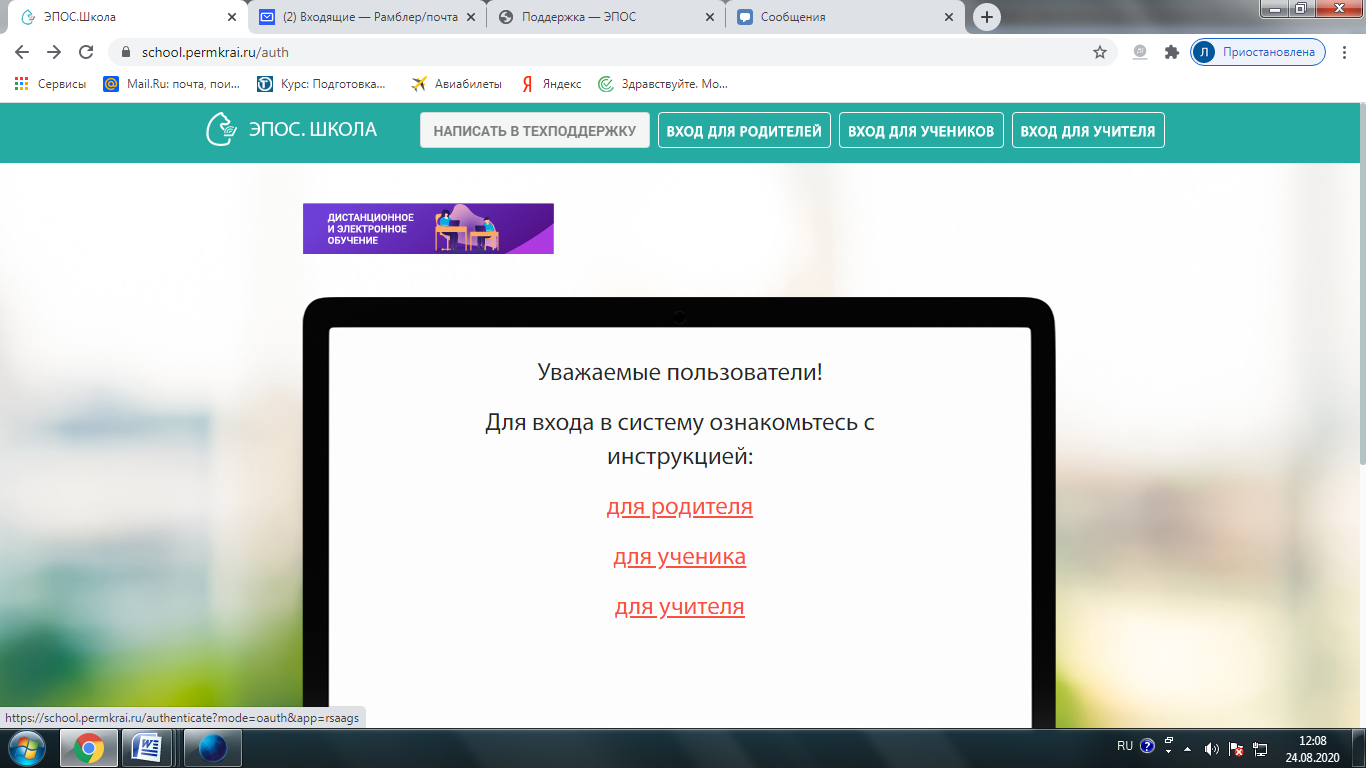 ЭПОС.Школа
(2) Входящие — Рамблер/почта
Поддержка — ЭПОС
Сообщения
school.permkrai.ru/auth
Л Приостановлена
Сервисы
Mail.Ru: почта, пои...
Курс: Подготовка...
Авиабилеты
Яндекс
Здравствуйте. Мо...
ЭПОС. ШКОЛА
НАПИСАТЬ В ТЕХПОДДЕРЖКУ
ВХОД ДЛЯ РОДИТЕЛЕЙ
ВХОД ДЛЯ УЧЕНИКОВ
ВХОД ДЛЯ УЧИТЕЛЯ
ДИСТАНЦИОННОЕ
И ЭЛЕКТРОННОЕ
ОБУЧЕНИЕ
Уважаемые пользователи!
Для входа в систему ознакомьтесь с
инструкцией:
для родителя
для ученика
для учителя
https://school.permkrai.ru/authenticate?mode=oauth&app=rsaags
RU
12:08
24.08.2020